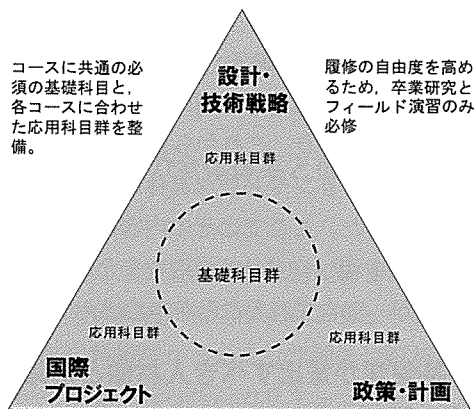 コースに共通の必
須の基礎科目と,
各コースに合わせ
た応用科目群を整
備。
履修の自由度を高め
るため, 卒業研究と
フィールド演習のみ
必修
設計・
技術戦略
応用科目群
基礎科目群
応用科目群
応用科目群
国際
プロジェクト
政策・計画